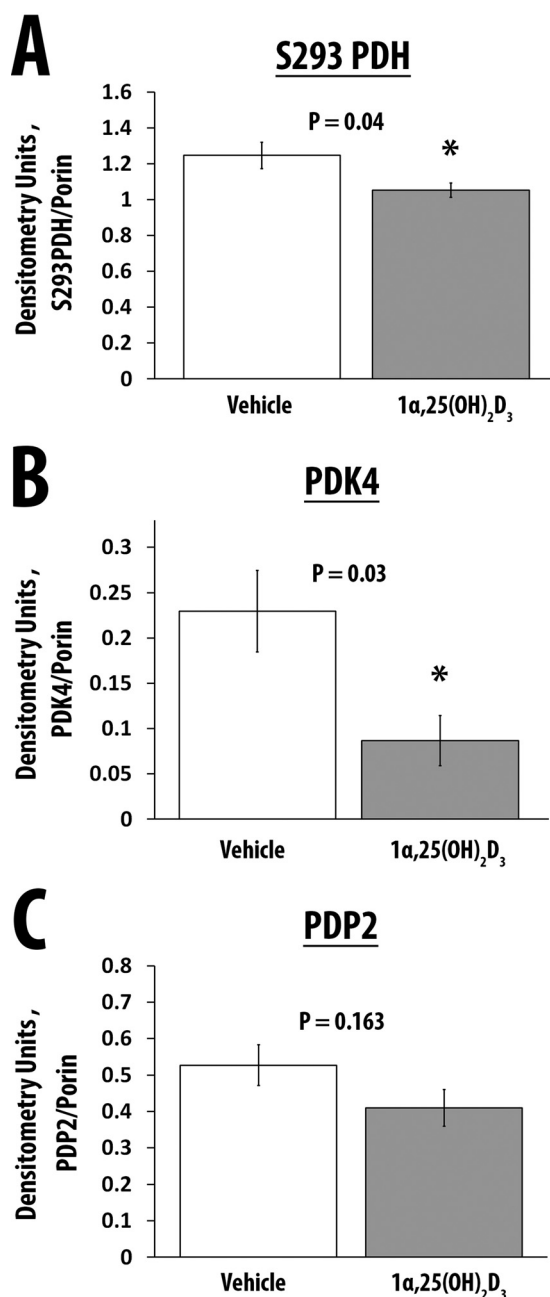 A
S293 PDH
Densitometry Units,
S293PDH/Porin
1.6
1.4
1.2
1
0.8
0.6
0.4
0.2
0
P = 0.04
*
Vehicle
1α,25(OH)₂D₃
B
PDK4
Densitometry Units,
PDK4/Porin
0.3
0.25
0.2
0.15
0.1
0.05
0
P = 0.03
*
Vehicle
1α,25(OH)₂D₃
C
PDP2
Densitometry Units,
PDP2/Porin
0.8
0.7
0.6
0.5
0.4
0.3
0.2
0.1
0
P = 0.163
Vehicle
1α,25(OH)₂D₃